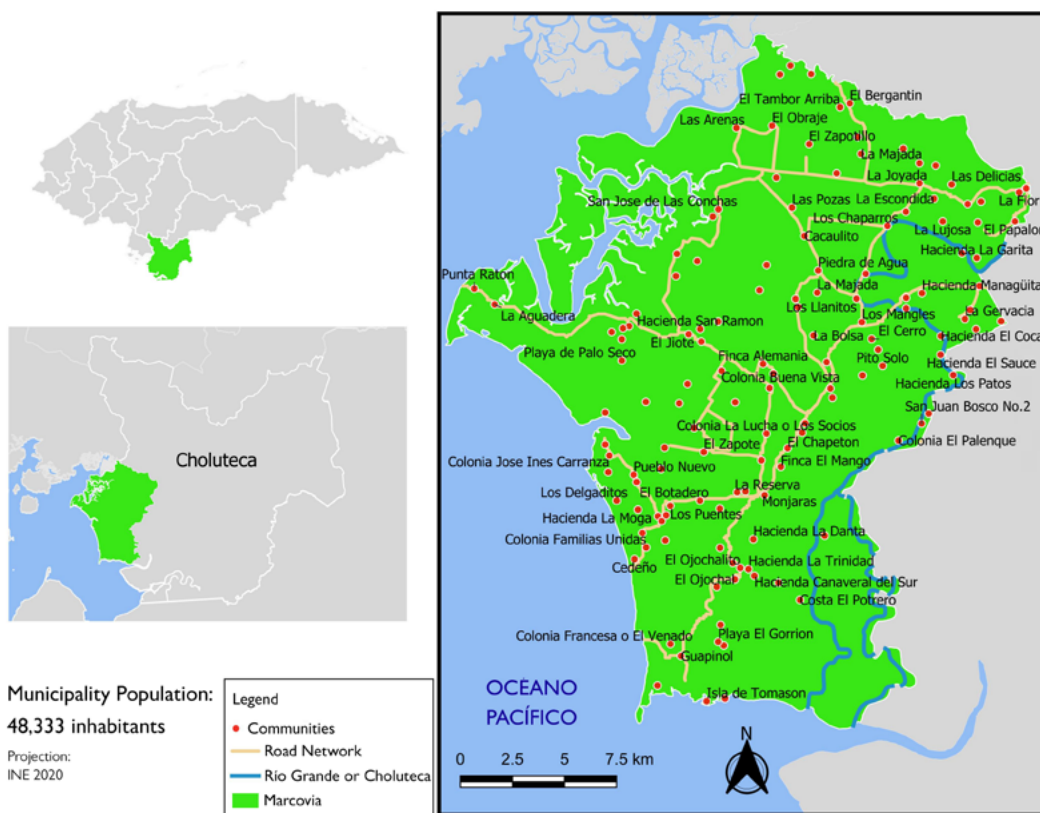 Choluteca
Municipality Population:
48,333 inhabitants
Projection:
INE 2020
Legend
Communities
Road Network
Rio Grande or Choluteca
Marcovia
El Bergantin
El Tambor Arriba
Las Arenas
El Obraje
El Zapotillo
La Majada
La Joyada
Las Delicias
San Jose de Las Conchas
Las Pozas
La Escondida
La Flor
Los Chaparros
La Lujosa
El Papalon
Cacaulito
Hacienda La Garita
Piedra de Agua
Punta Raton
La Majada
Hacienda Managüita
La Aguadera
Los Llanitos
Los Mangles
La Gervacia
Hacienda San Ramon
El Jiote
La Bolsa
El Cerro
Hacienda El Coca
Playa de Palo Seco
Finca Alemania
Pito Solo
Hacienda El Sauce
Colonia Buena Vista
Hacienda Los Patos
San Juan Bosco No.2
Colonia La Lucha o Los Socios
El Zapote
El Chapeton
Colonia El Palenque
Colonia Jose Ines Carranza
Pueblo Nuevo
Finca El Mango
Los Delgaditos
El Botadero
La Reserva
Monjaras
Hacienda La Moga
Los Puentes
Colonia Familias Unidas
Hacienda La Danta
Cedeño
El Ojochalito
Hacienda La Trinidad
El Ojochal
Hacienda Canaveral del Sur
Costa El Potrero
Colonia Francesa o El Venado
Playa El Gorrion
Guapinol
OCÉANO
PACÍFICO
Isla de Tomason
N
0 2.5 5 7.5 km